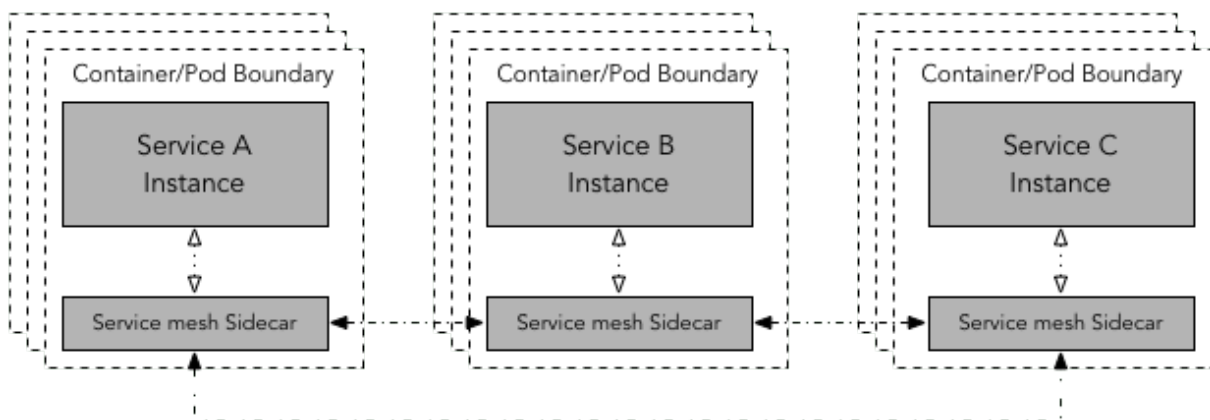 Container/Pod Boundary
Service A
Instance
Service mesh Sidecar
Container/Pod Boundary
Service B
Instance
Service mesh Sidecar
Container/Pod Boundary
Service C
Instance
Service mesh Sidecar